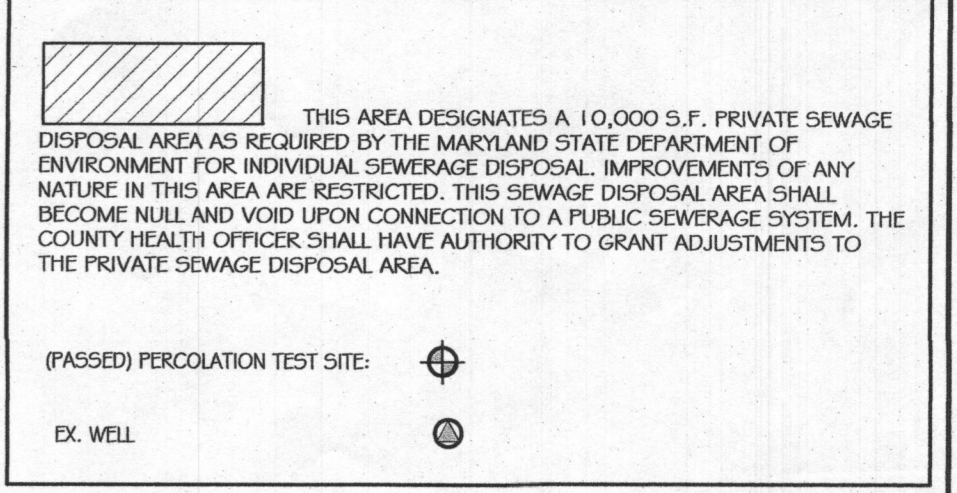 THIS AREA DESIGNATES A 10,000 S.F. PRIVATE SEWAGE
DISPOSAL AREA AS REQUIRED BY THE MARYLAND STATE DEPARTMENT OF
ENVIRONMENT FOR INDIVIDUAL SEWERAGE DISPOSAL. IMPROVEMENTS OF ANY
NATURE IN THIS AREA ARE RESTRICTED. THIS SEWAGE DISPOSAL AREA SHALL
BECOME NULL AND VOID UPON CONNECTION TO A PUBLIC SEWERAGE SYSTEM. THE
COUNTY HEALTH OFFICER SHALL HAVE AUTHORITY TO GRANT ADJUSTMENTS TO
THE PRIVATE SEWAGE DISPOSAL AREA.
(PASSED) PERCOLATION TEST SITE:
EX. WELL